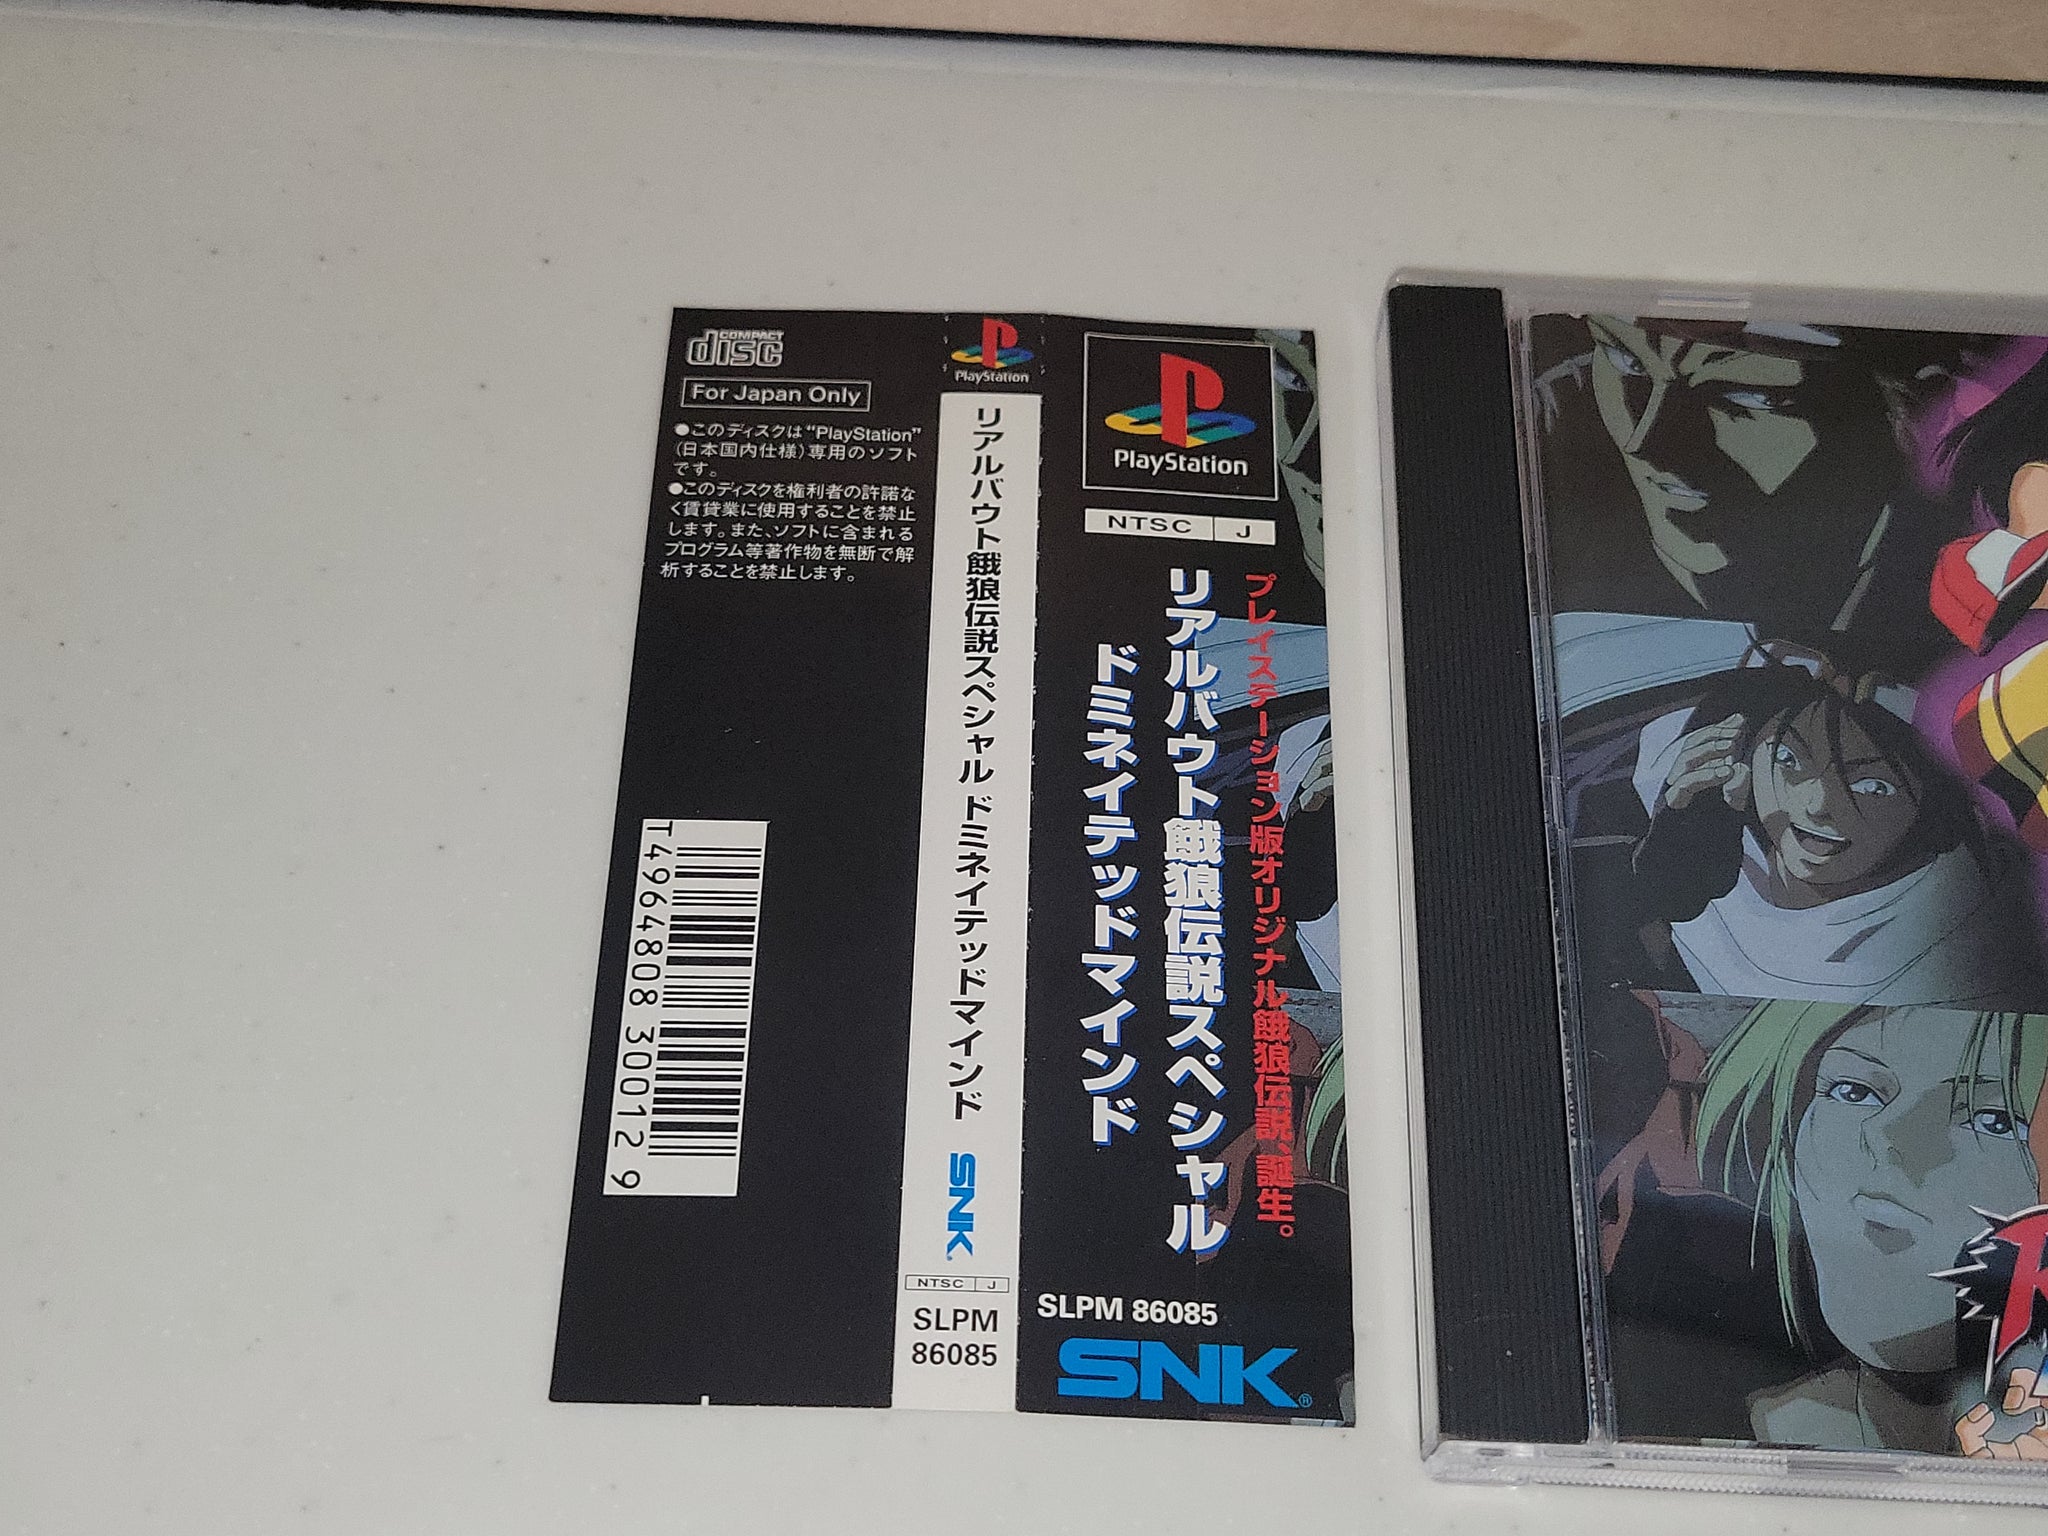 COMPACT
disc
For Japan Only
●このディスクは“PlayStation”
(日本国内仕様)専用のソフト
です。
●このディスクを権利者の許諾な
く賃貸業に使用することを禁止
します。また、ソフトに含まれる
プログラム等著作物を無断で解
析することを禁止します。
T4964808 30012 9
PlayStation
リアルバウト餓狼伝説スペシャル ドミネイテッドマインド
SNK
NTSC J
SLPM
86085
PlayStation
NTSC J
プレイステーション版オリジナル餓狼伝説、誕生。
リアルバウト餓狼伝説スペシャル
ドミネイテッドマインド
SLPM 86085
SNK®